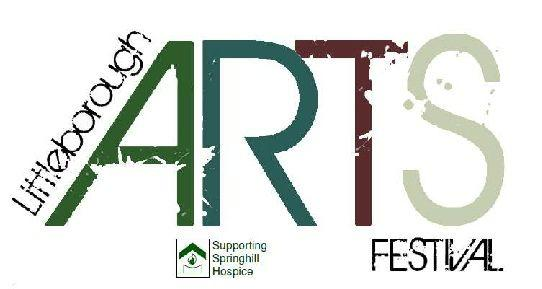 Littleborough
ARTS
FESTIVAL
Supporting
Springhill
Hospice